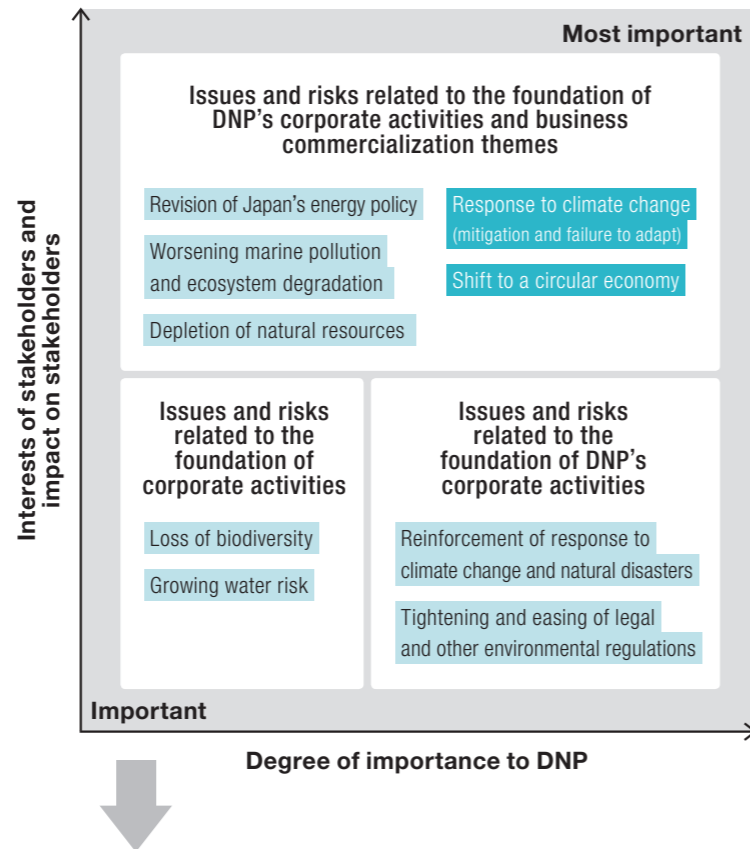 Most important
Issues and risks related to the foundation of
DNP's corporate activities and business
commercialization themes
Revision of Japan's energy policy
Worsening marine pollution
and ecosystem degradation
Depletion of natural resources
Response to climate change
(mitigation and failure to adapt)
Shift to a circular economy
Interests of stakeholders and
impact on stakeholders
Issues and risks
related to the
foundation of
corporate activities
Loss of biodiversity
Growing water risk
Issues and risks
related to the
foundation of DNP's
corporate activities
Reinforcement of response to
climate change and natural disasters
Tightening and easing of legal
and other environmental regulations
Important
Degree of importance to DNP